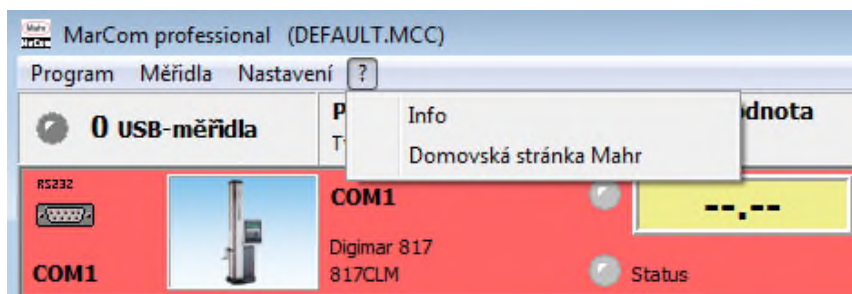 MarCom professional (DEFAULT.MCC)
Program Měřidla Nastavení ?
Info
Domovská stránka Mahr
0 USB-měřidla
RS232
COM1
COM1
Digimar 817
817CLM
--.--
Status